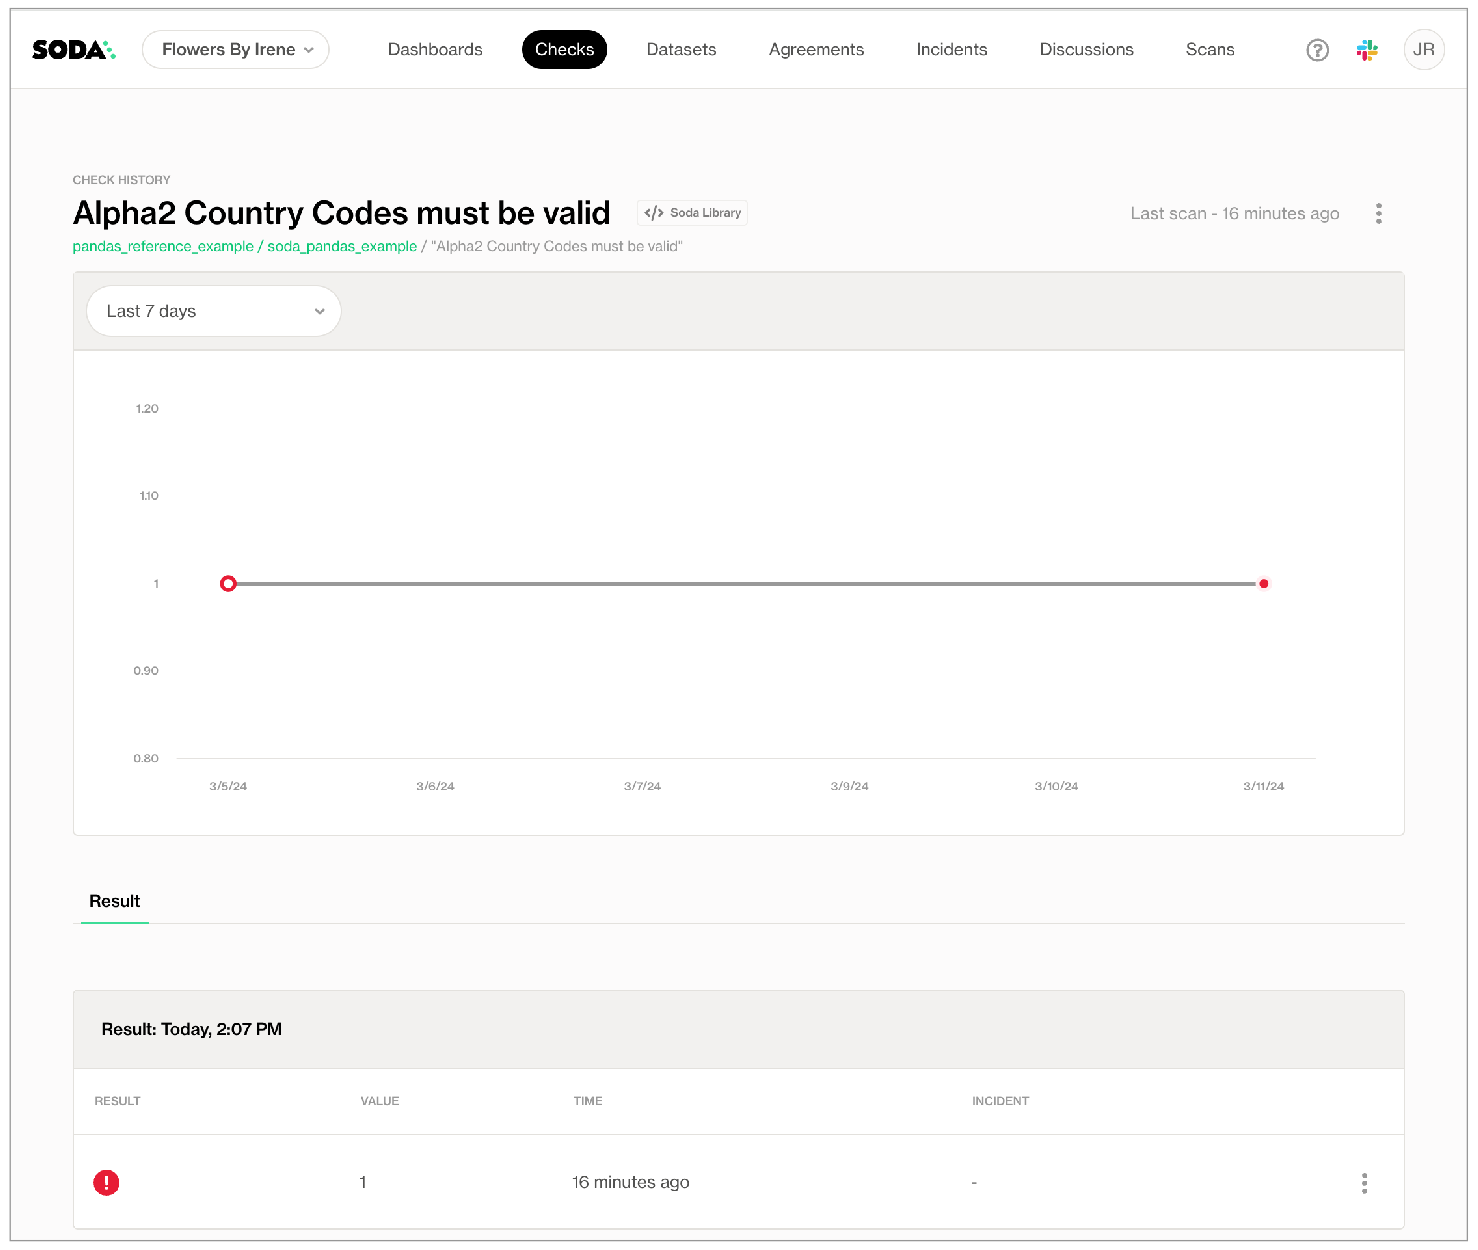 SODA
Flowers By Irene
Dashboards
Checks
Datasets
Agreements
Incidents
Discussions
Scans
?
JR
CHECK HISTORY
Alpha2 Country Codes must be valid
</> Soda Library
Last scan - 16 minutes ago
pandas_reference_example / soda_pandas_example / "Alpha2 Country Codes must be valid"
Last 7 days
1.20
1.10
1
0.90
0.80
3/5/24
3/6/24
3/7/24
3/9/24
3/10/24
3/11/24
Result
Result: Today, 2:07 PM
RESULT
VALUE
TIME
INCIDENT
!
1
16 minutes ago
-